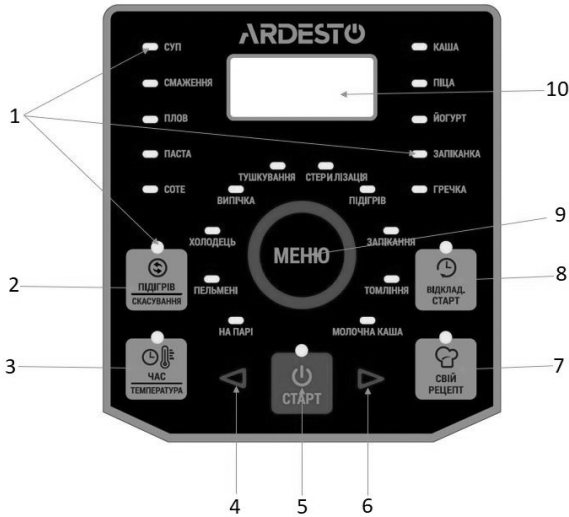 ARDESTO
СУП
СМАЖЕННЯ
ПЛОВ
ПАСТА
СОТЕ
КАША
ПІЦА
ЙОГУРТ
ЗАПІКАНКА
ГРЕЧКА
ТУШКУВАННЯ
СТЕРИЛІЗАЦІЯ
ВИПІЧКА
ПІДІГРІВ
ХОЛОДЕЦЬ
ЗАПІКАННЯ
ПЕЛЬМЕНІ
ТОМЛІННЯ
НА ПАРІ
МОЛОЧНА КАША
МЕНЮ
ПІДІГРІВ
СКАСУВАННЯ
ЧАС
ТЕМПЕРАТУРА
СТАРТ
ВІДКЛАД.
СТАРТ
СВІЙ
РЕЦЕПТ
1
2
3
4
5
6
7
8
9
10